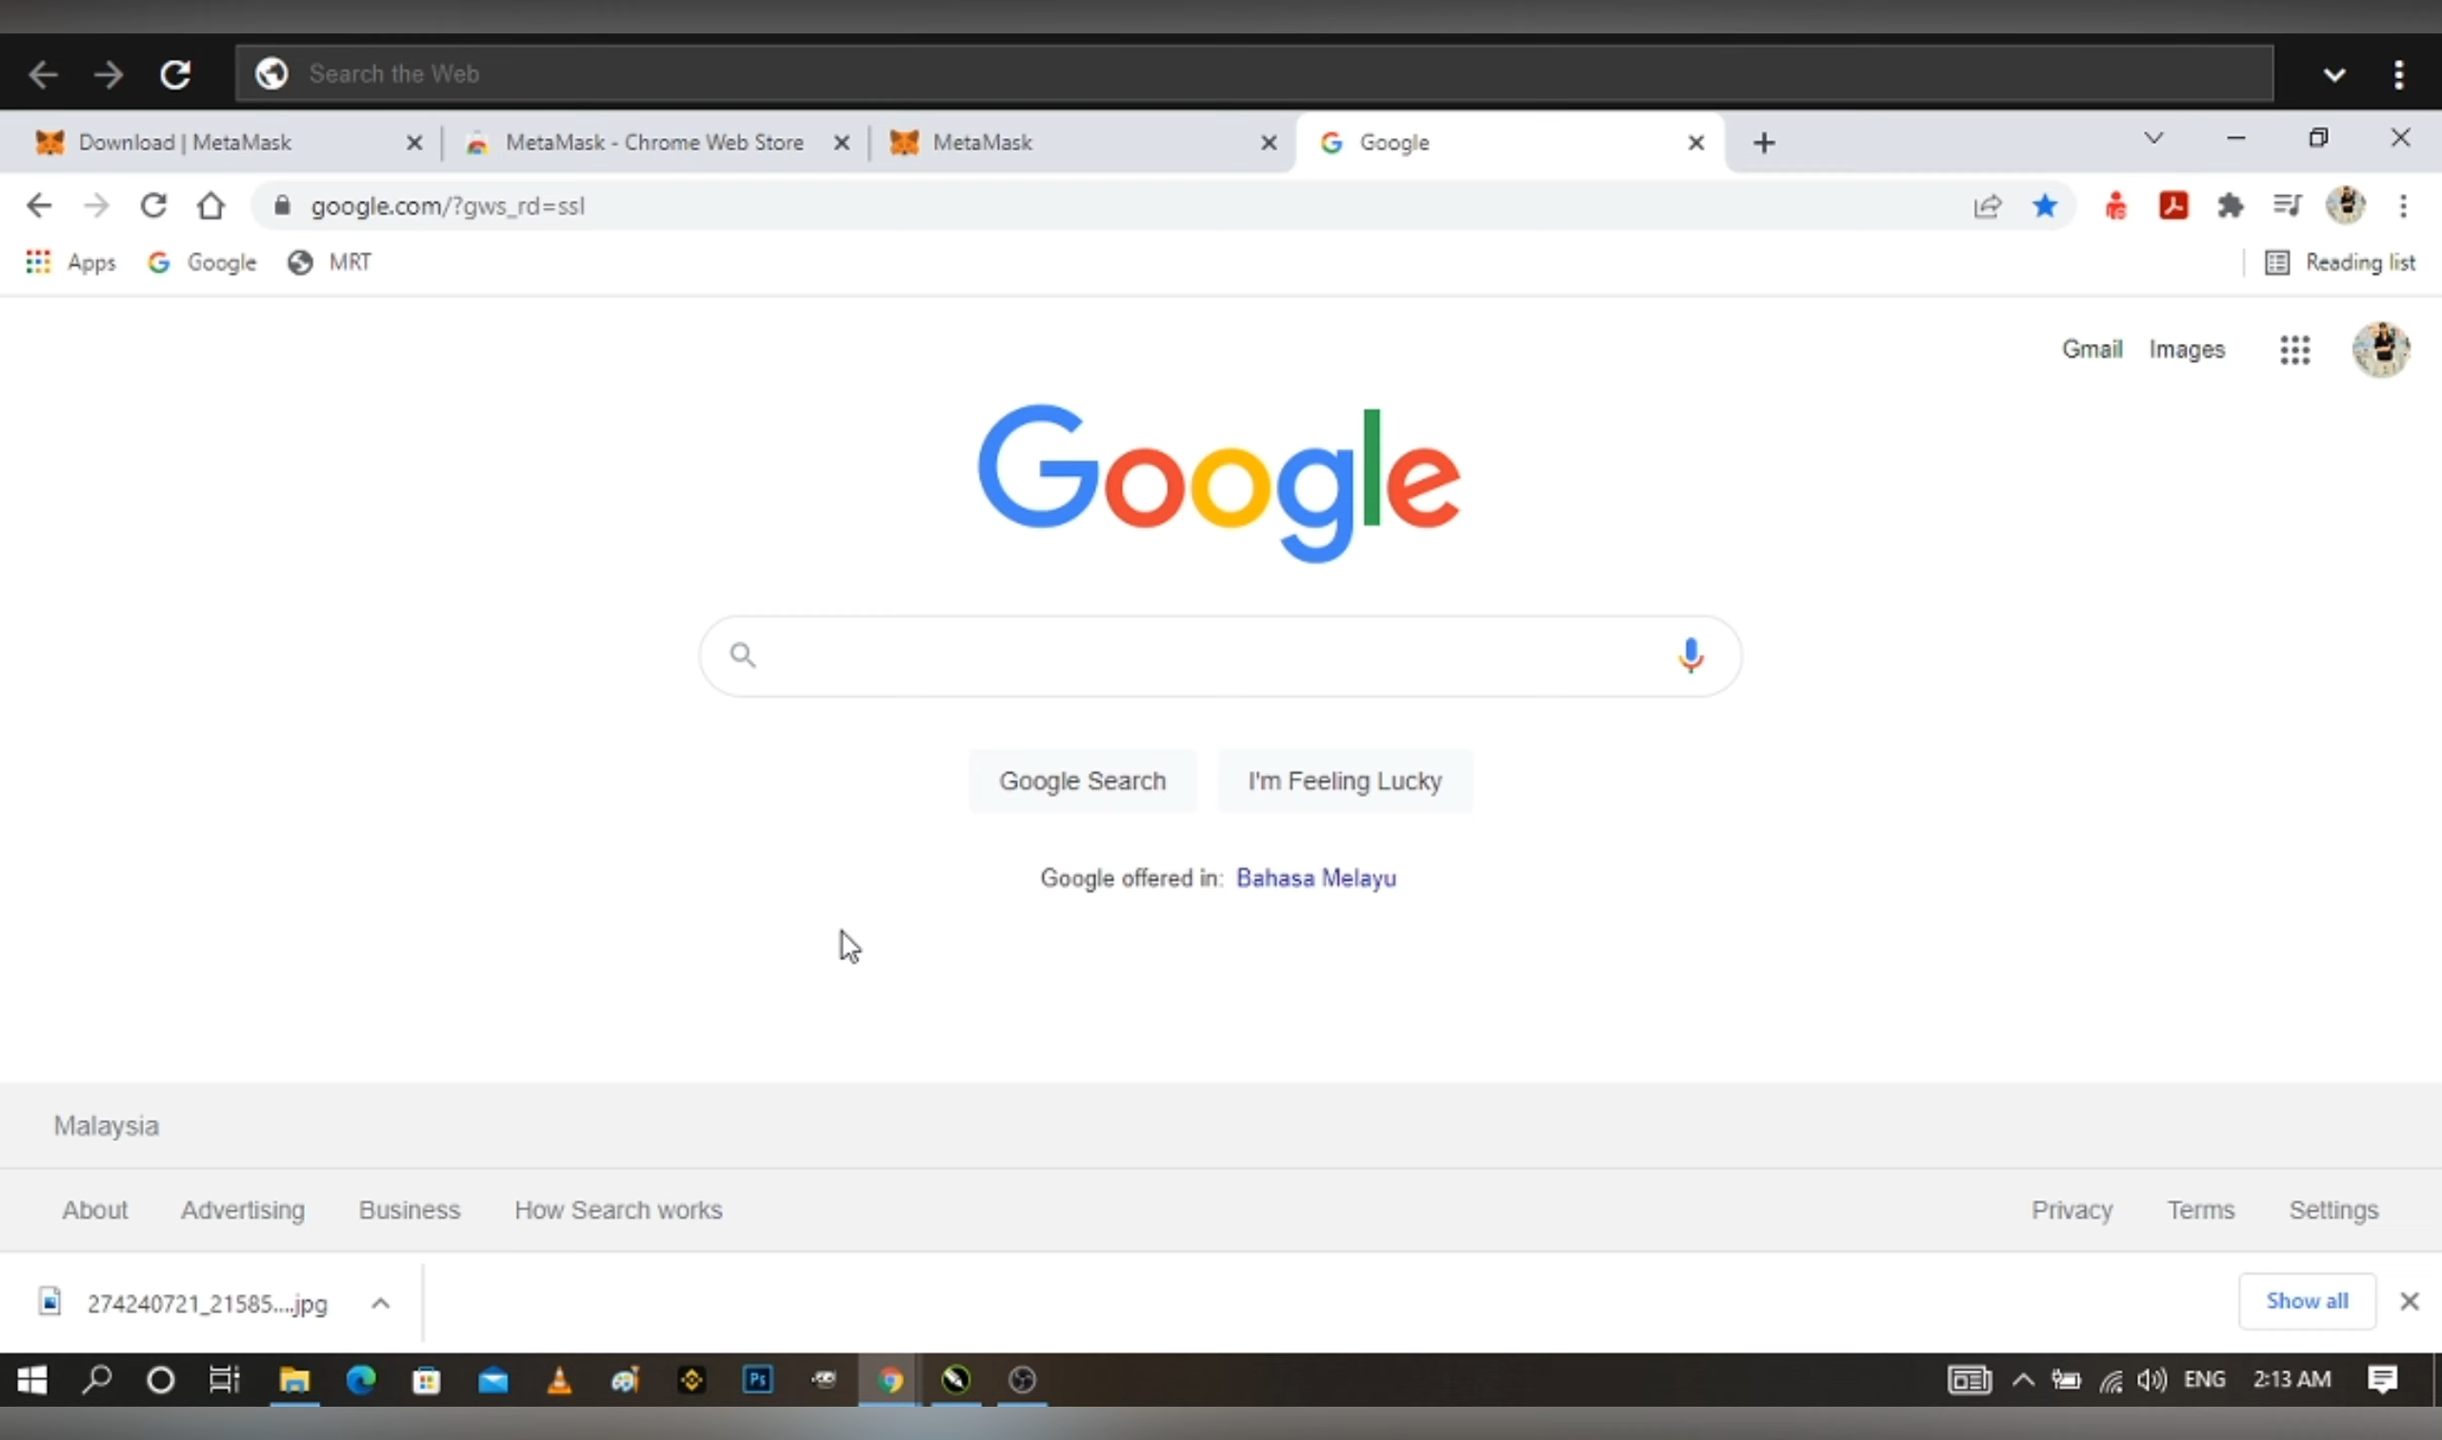 Search the Web
Download | MetaMask
MetaMask - Chrome Web Store
MetaMask
Google
google.com/?gws_rd=ssl
Apps
Google
MRT
Reading list
Gmail
Images
Google
Google Search
I'm Feeling Lucky
Google offered in: Bahasa Melayu
Malaysia
About
Advertising
Business
How Search works
Privacy
Terms
Settings
274240721_21585....jpg
Show all
Ps
ENG
2:13 AM